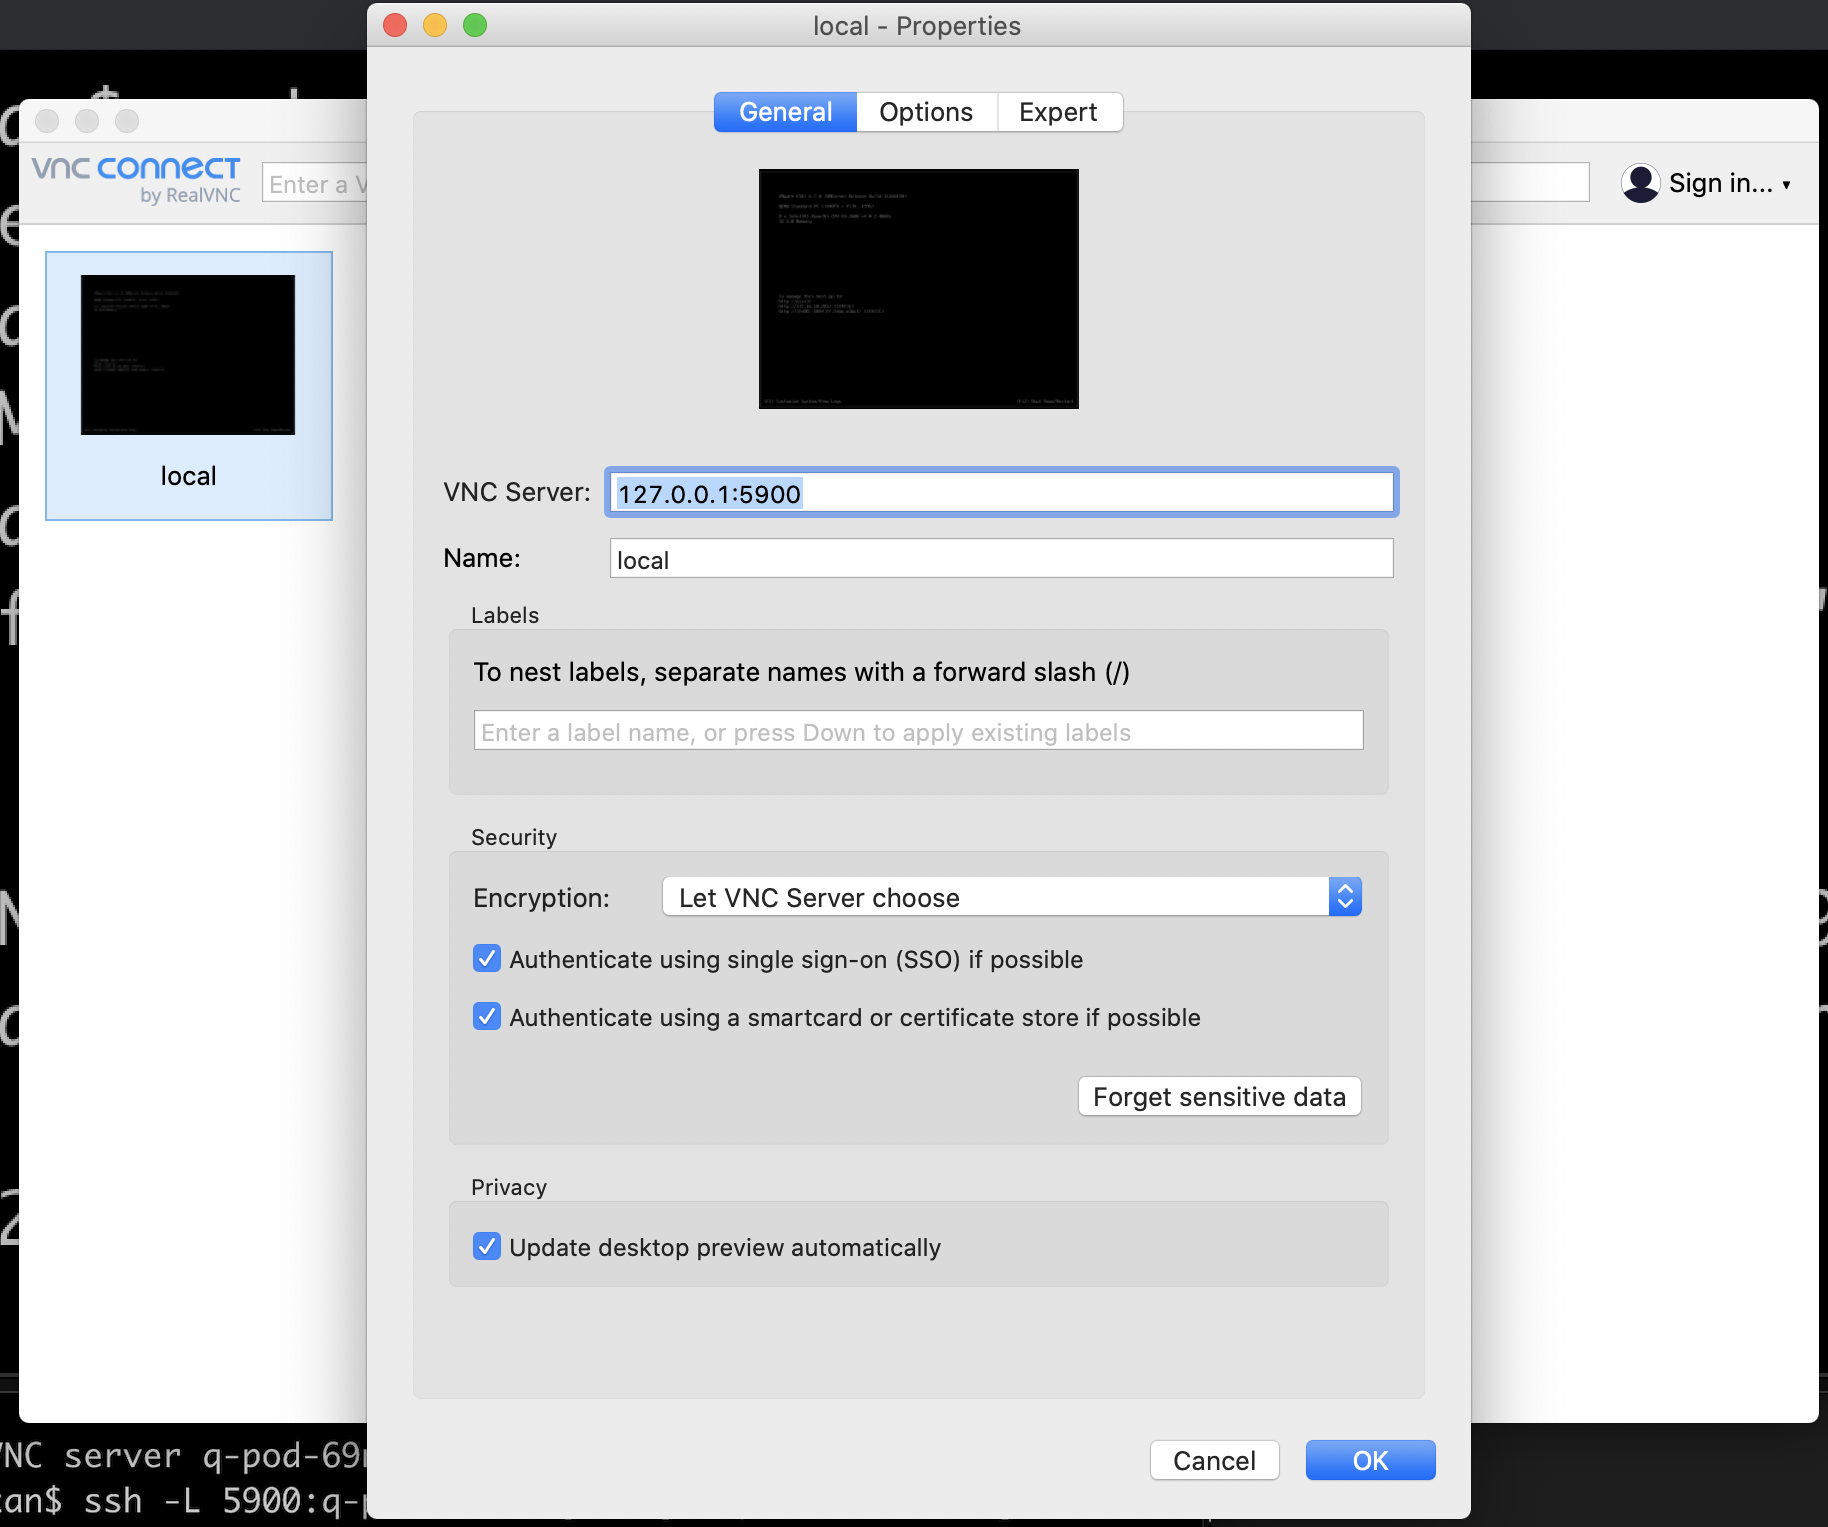 local - Properties
General
Options
Expert
vnc connect
by RealVNC
Enter a V
Sign in...
local
VNC Server:
127.0.0.1:5900
Name:
local
Labels
To nest labels, separate names with a forward slash (/)
Enter a label name, or press Down to apply existing labels
Security
Encryption:
Let VNC Server choose
Authenticate using single sign-on (SSO) if possible
Authenticate using a smartcard or certificate store if possible
Forget sensitive data
Privacy
Update desktop preview automatically
Cancel
OK
VNC server q-pod-69
an$ ssh -L 5900:q-